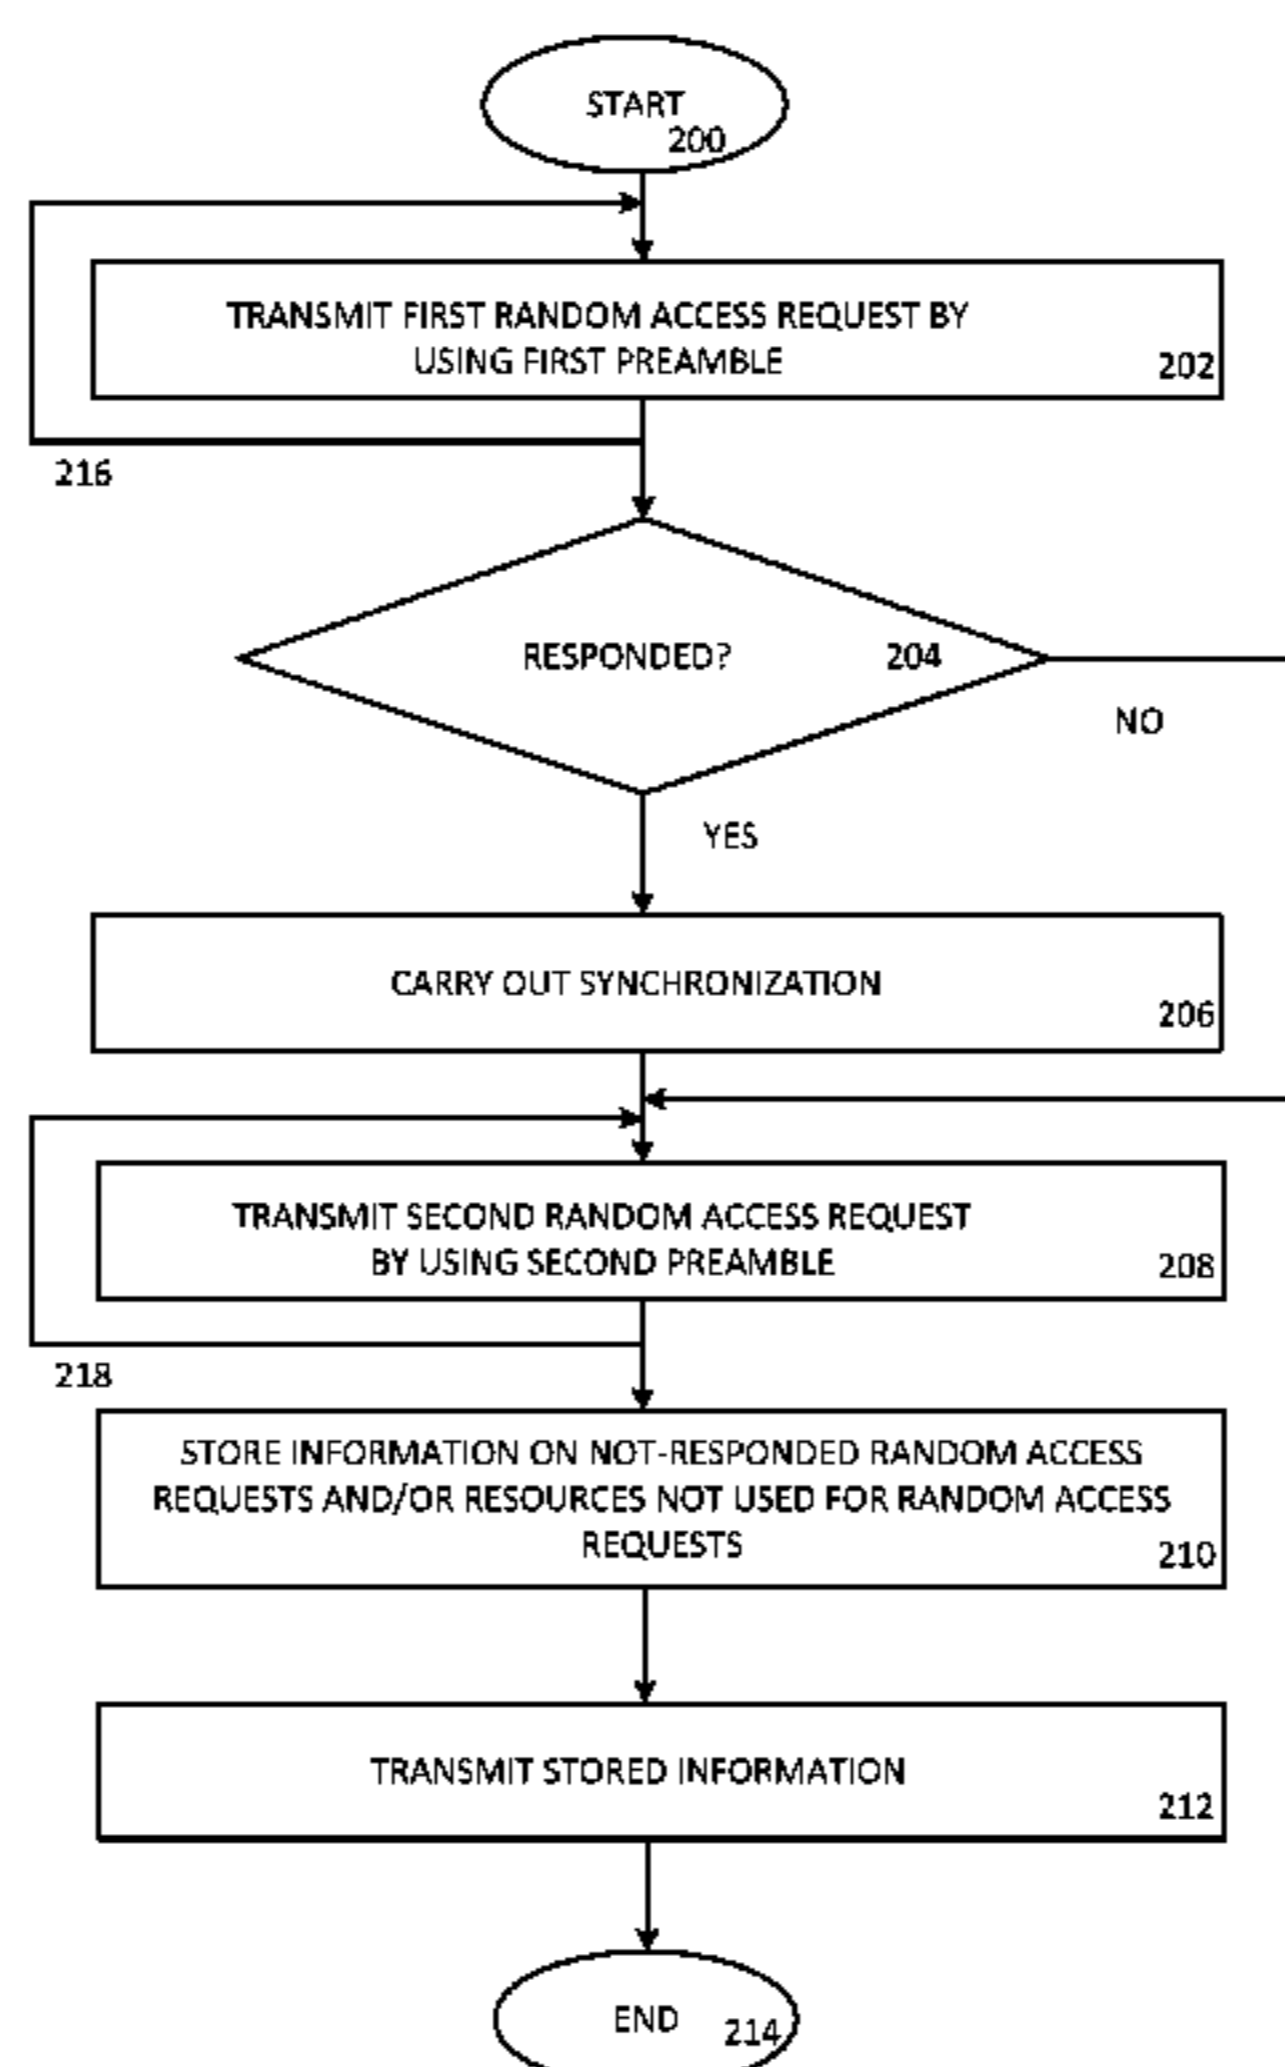 START
200
TRANSMIT FIRST RANDOM ACCESS REQUEST BY
USING FIRST PREAMBLE
202
216
RESPONDED?
204
NO
YES
CARRY OUT SYNCHRONIZATION
206
TRANSMIT SECOND RANDOM ACCESS REQUEST
BY USING SECOND PREAMBLE
208
218
STORE INFORMATION ON NOT-RESPONDED RANDOM ACCESS
REQUESTS AND/OR RESOURCES NOT USED FOR RANDOM ACCESS
REQUESTS
210
TRANSMIT STORED INFORMATION
212
END
214